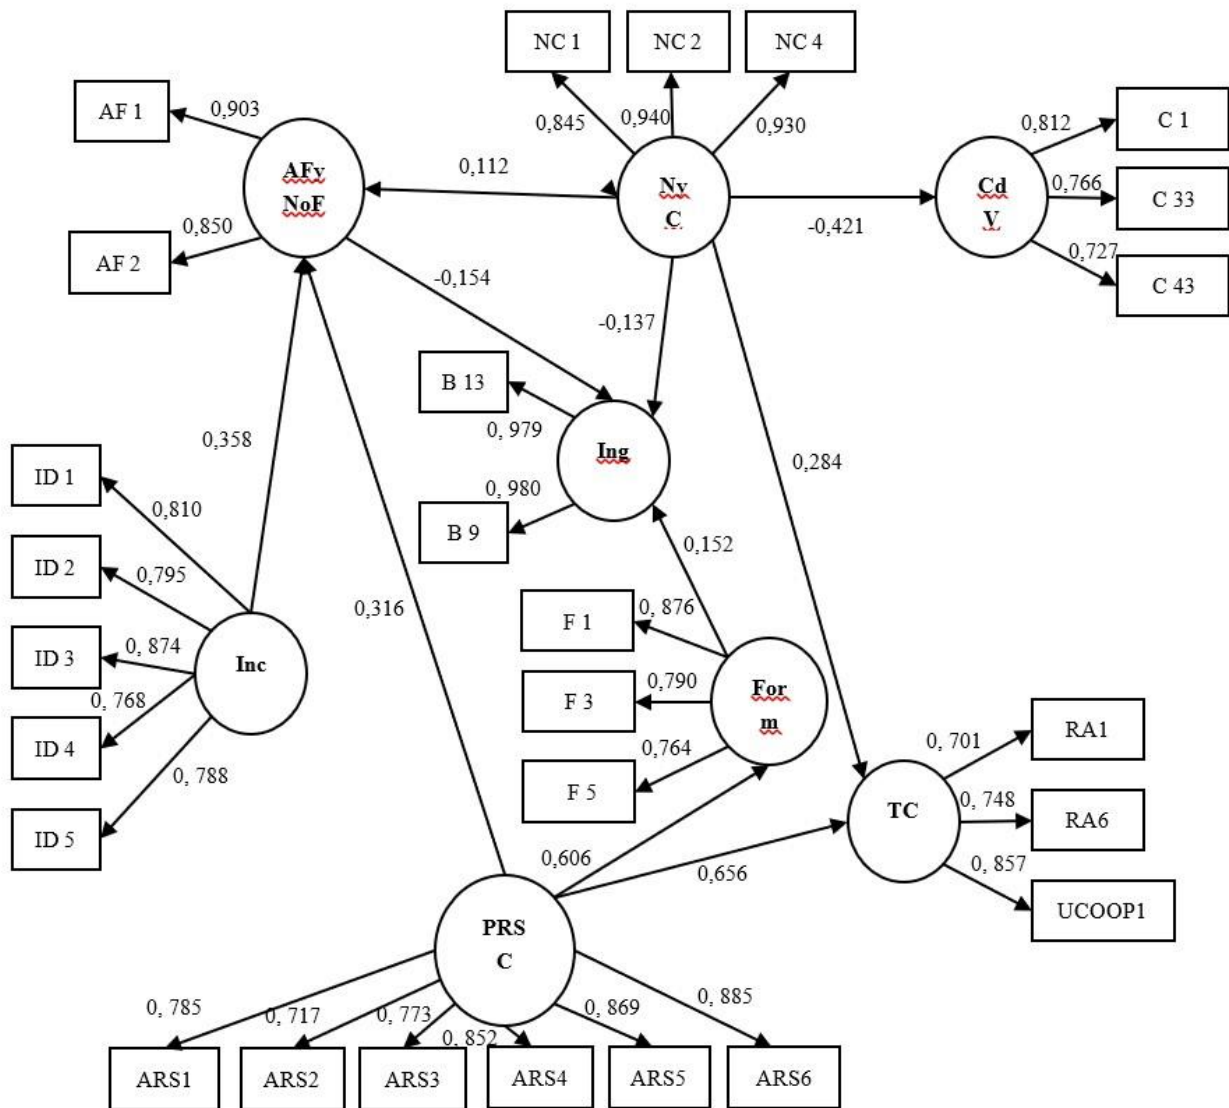 NC 1
NC 2
NC 4
AF 1
0,903
0,845
0,940
0,930
0,812
C 1
AFy
NoF
0,112
Nv
C
Cd
V
0,766
C 33
AF 2
0,850
-0,421
0,727
C 43
-0,154
-0,137
B 13
0, 979
Ing
0,358
0,284
ID 1
0,810
0, 980
B 9
0,152
ID 2
0,795
0,316
F 1
0, 876
ID 3
0, 874
Inc
F 3
0,790
For
m
0, 768
ID 4
0, 788
F 5
0,764
0, 701
RA1
TC
0, 748
RA6
ID 5
0,606
0,656
0, 857
UCOOP1
PRS
C
0, 785
0, 717
0, 773
0, 852
0, 869
0, 885
ARS1
ARS2
ARS3
ARS4
ARS5
ARS6